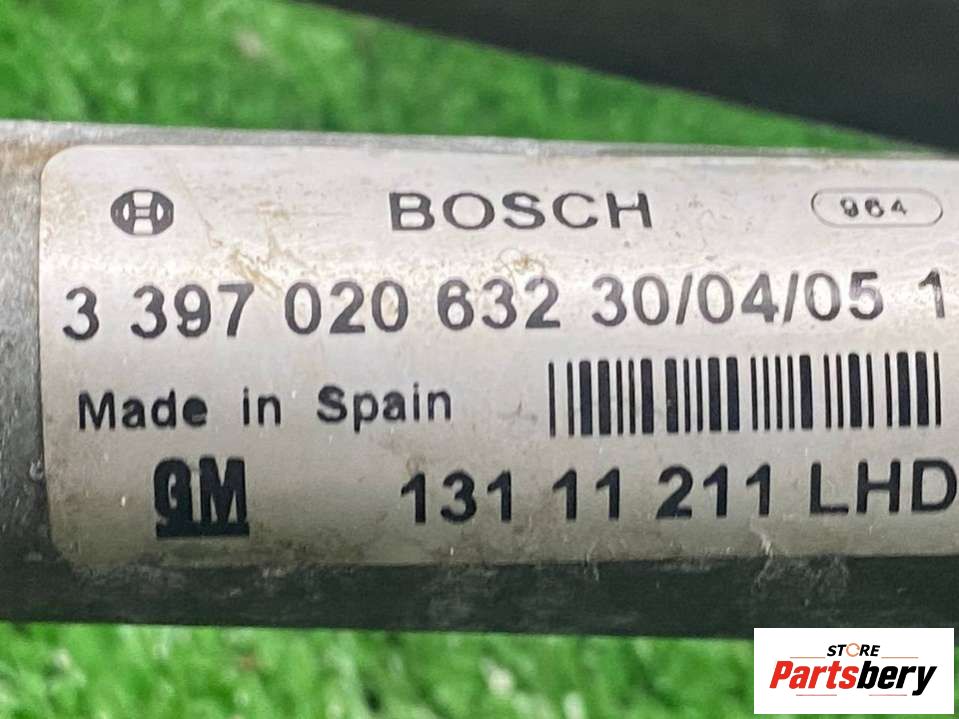 BOSCH 964
3 397 020 632 30/04/05 1
Made in Spain
GM 131 11 211 LHD
STORE
Partsbery